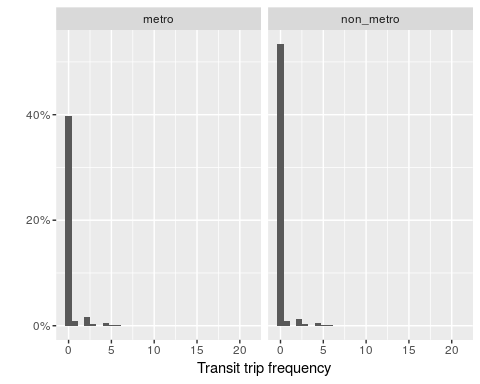 metro non_metro
40%
20%
0%
0 5 10 15 20 0 5 10 15 20
Transit trip frequency